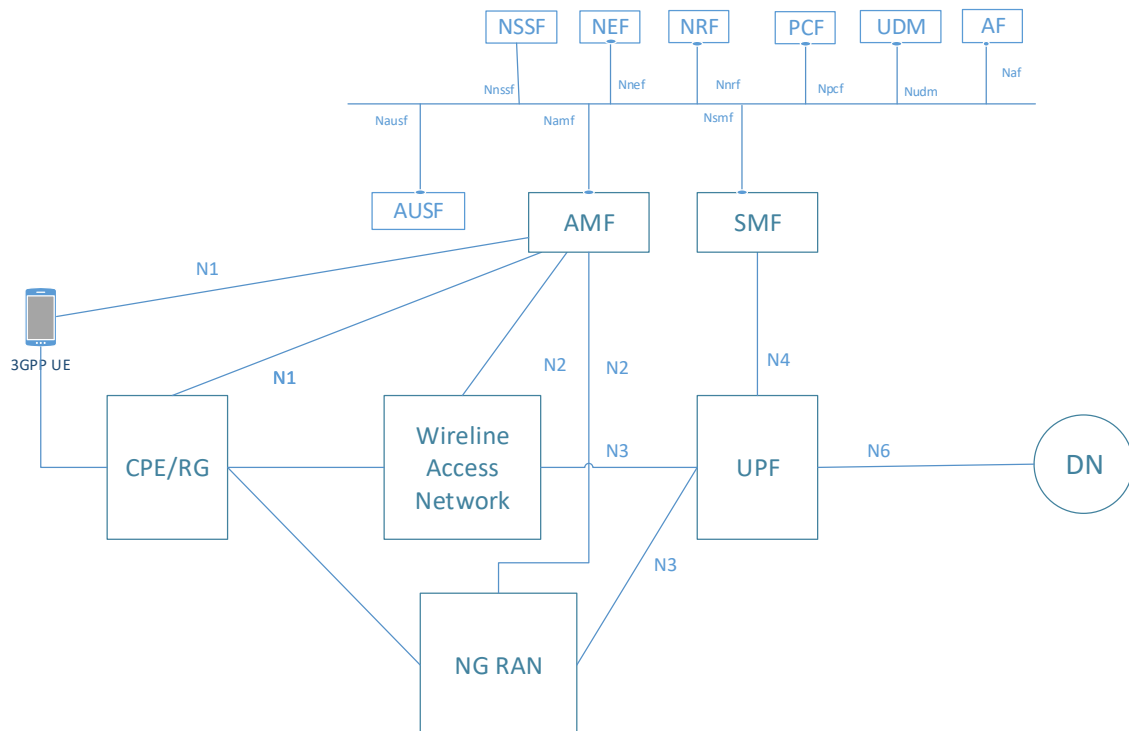 NSSF
NEF
NRF
PCF
UDM
AF
Nnssf
Nnef
Nnrf
Npcf
Nudm
Naf
Nausf
Namf
Nsmf
AUSF
AMF
SMF
N1
3GPP UE
N1
N2
N2
N4
CPE/RG
Wireline
Access
Network
N3
UPF
N6
DN
N3
NG RAN